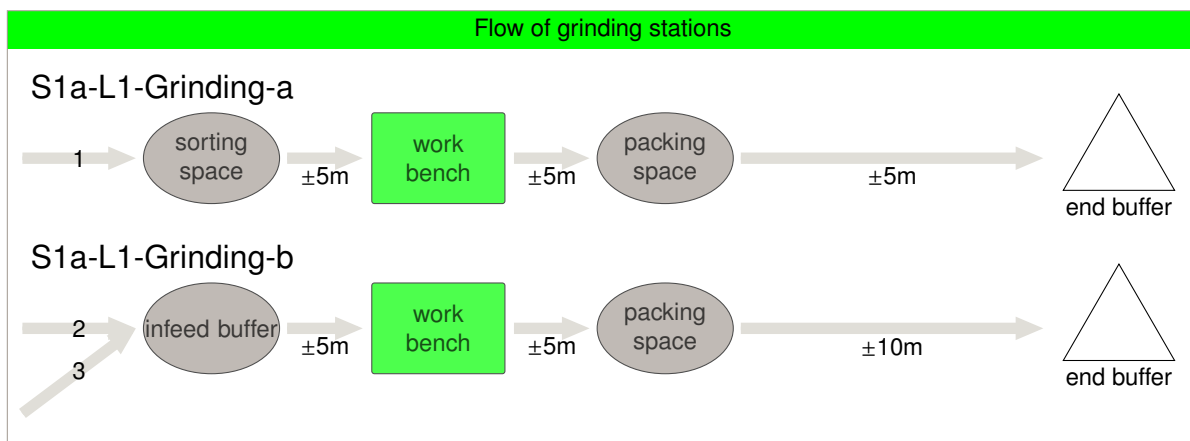 Flow of grinding stations
S1a-L1-Grinding-a
1
sorting
space
±5m
work
bench
±5m
packing
space
±5m
end buffer
S1a-L1-Grinding-b
2
3
infeed buffer
±5m
work
bench
±5m
packing
space
±10m
end buffer